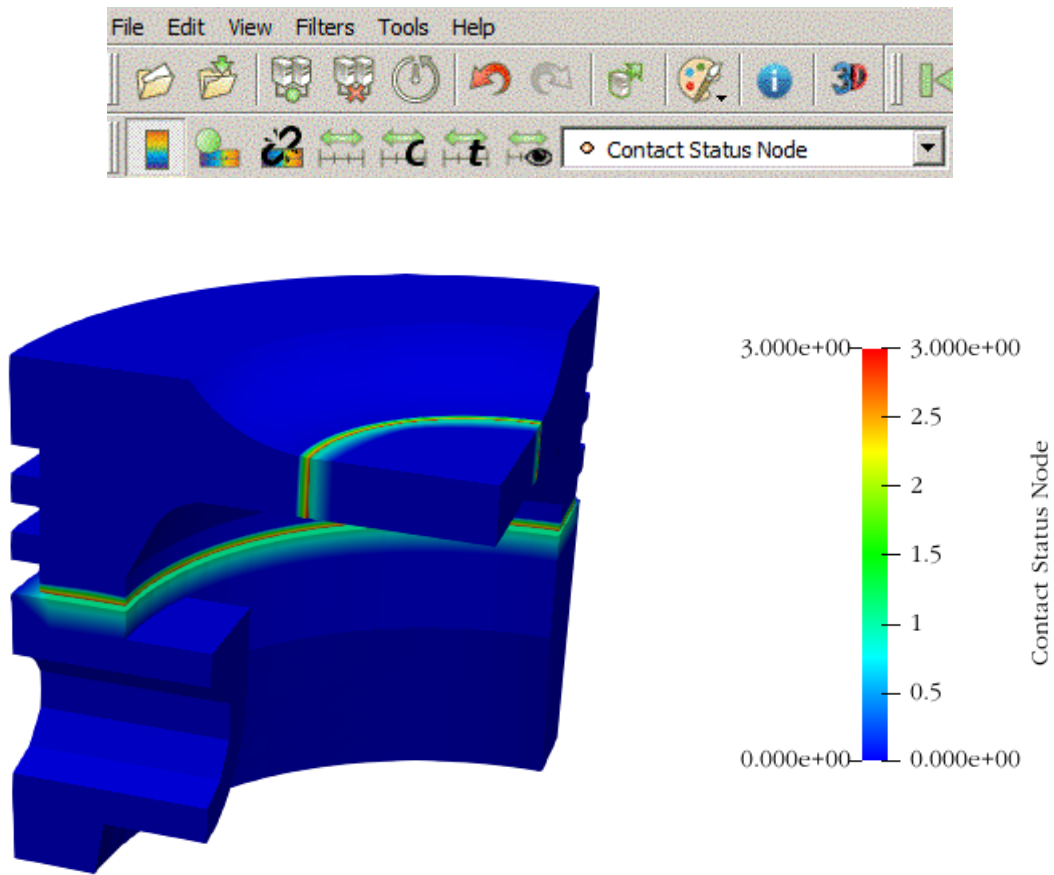 File Edit View Filters Tools Help
3D
C t Contact Status Node
3.000e+00 3.000e+00
2.5
2
1.5
1
0.5
0.000e+00 0.000e+00
Contact Status Node